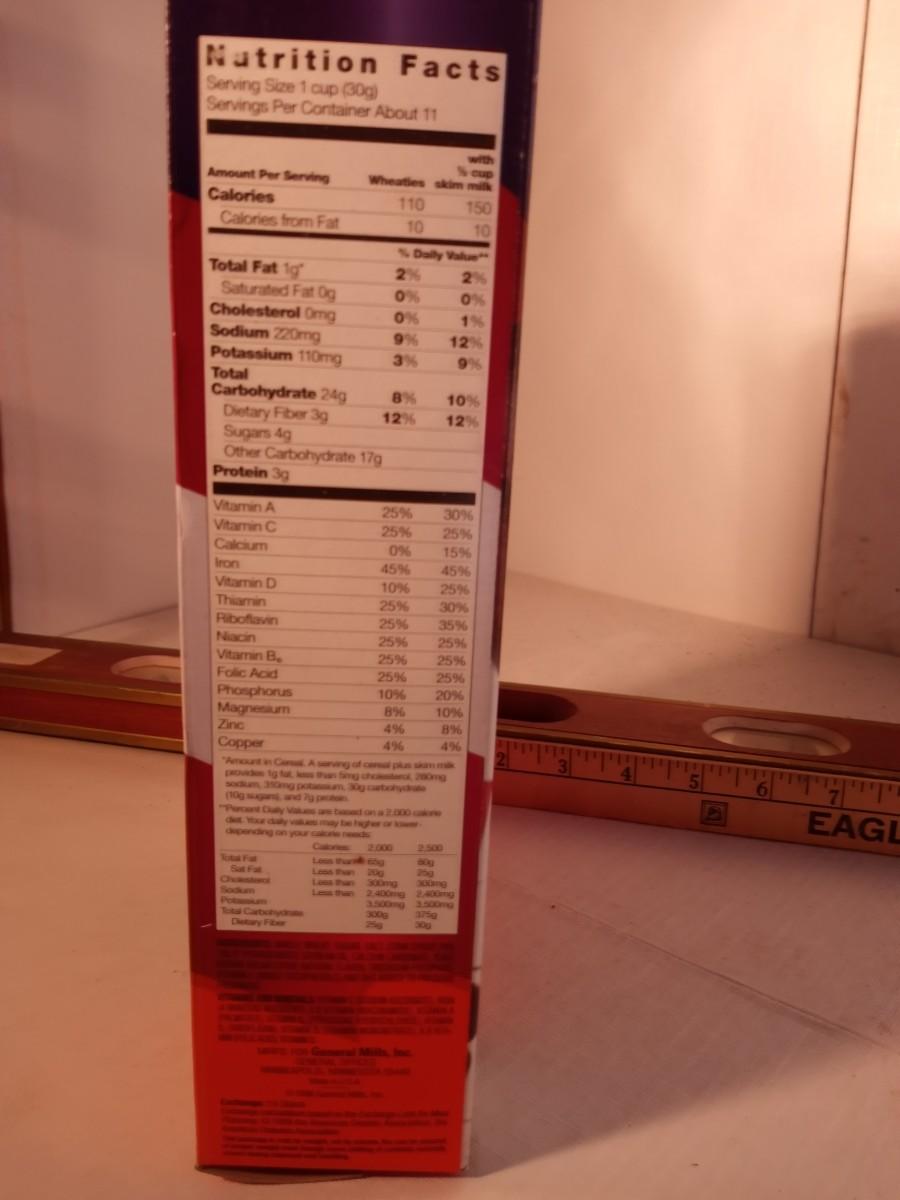 Nutrition Facts
Serving Size 1 cup (30g)
Servings Per Container About 11
Amount Per Serving Wheaties with ½ cup skim milk
Calories 110 150
Calories from Fat 10 10
% Daily Value**
Total Fat 1g* 2% 2%
Saturated Fat 0g 0% 0%
Cholesterol 0mg 0% 1%
Sodium 220mg 9% 12%
Potassium 110mg 3% 9%
Total
Carbohydrate 24g 8% 10%
Dietary Fiber 3g 12% 12%
Sugars 4g
Other Carbohydrate 17g
Protein 3g
Vitamin A 25% 30%
Vitamin C 25% 25%
Calcium 0% 15%
Iron 45% 45%
Vitamin D 10% 25%
Thiamin 25% 30%
Riboflavin 25% 35%
Niacin 25% 25%
Vitamin B₆ 25% 25%
Folic Acid 25% 25%
Phosphorus 10% 20%
Magnesium 8% 10%
Zinc 4% 8%
Copper 4% 4%
*Amount in Cereal. A serving of cereal plus skim milk
provides 1g fat, less than 5mg cholesterol, 280mg
sodium, 310mg potassium, 30g carbohydrate
(10g sugars), and 7g protein.
**Percent Daily Values are based on a 2,000 calorie
diet. Your daily values may be higher or lower
depending on your calorie needs:
Calories: 2,000 2,500
Total Fat Less than 65g 80g
Sat Fat Less than 20g 25g
Cholesterol Less than 300mg 300mg
Sodium Less than 2,400mg 2,400mg
Potassium 3,500mg 3,500mg
Total Carbohydrate 300g 375g
Dietary Fiber 25g 30g
General Mills, Inc.
GENERAL OFFICES
MINNEAPOLIS, MINNESOTA
2 3 4 5 6 7
EAGL